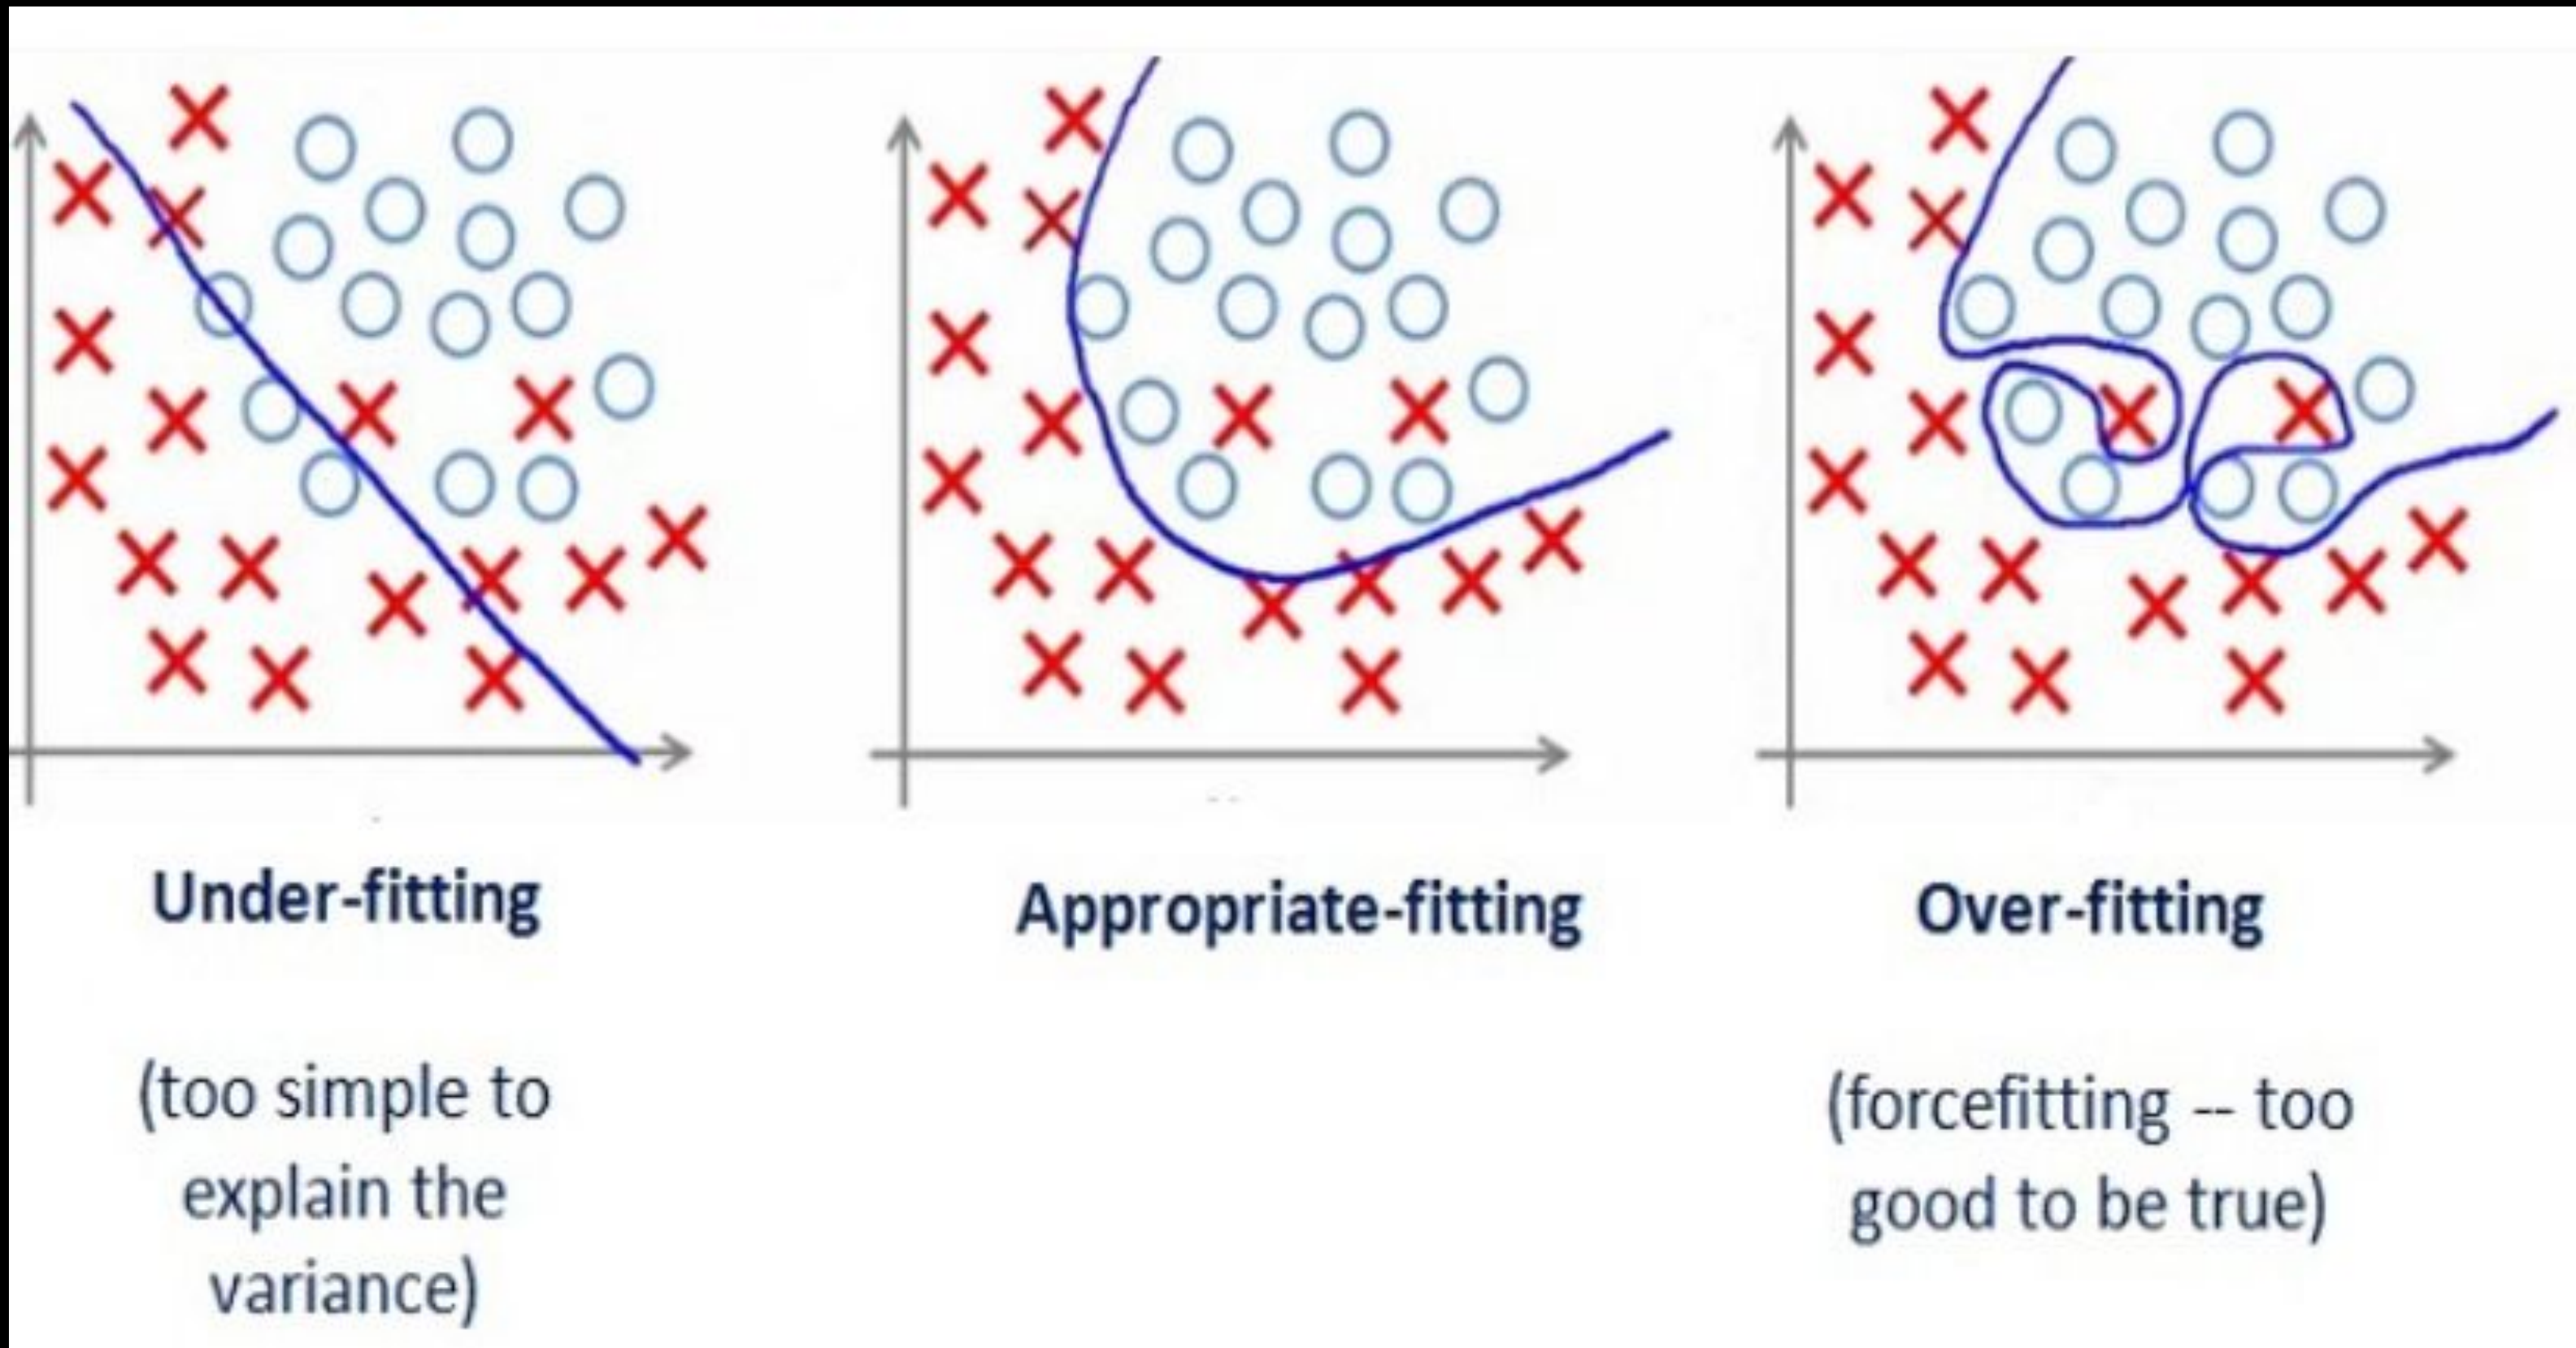 Under-fitting
(too simple to
explain the
variance)
Appropriate-fitting
Over-fitting
(forcefitting -- too
good to be true)